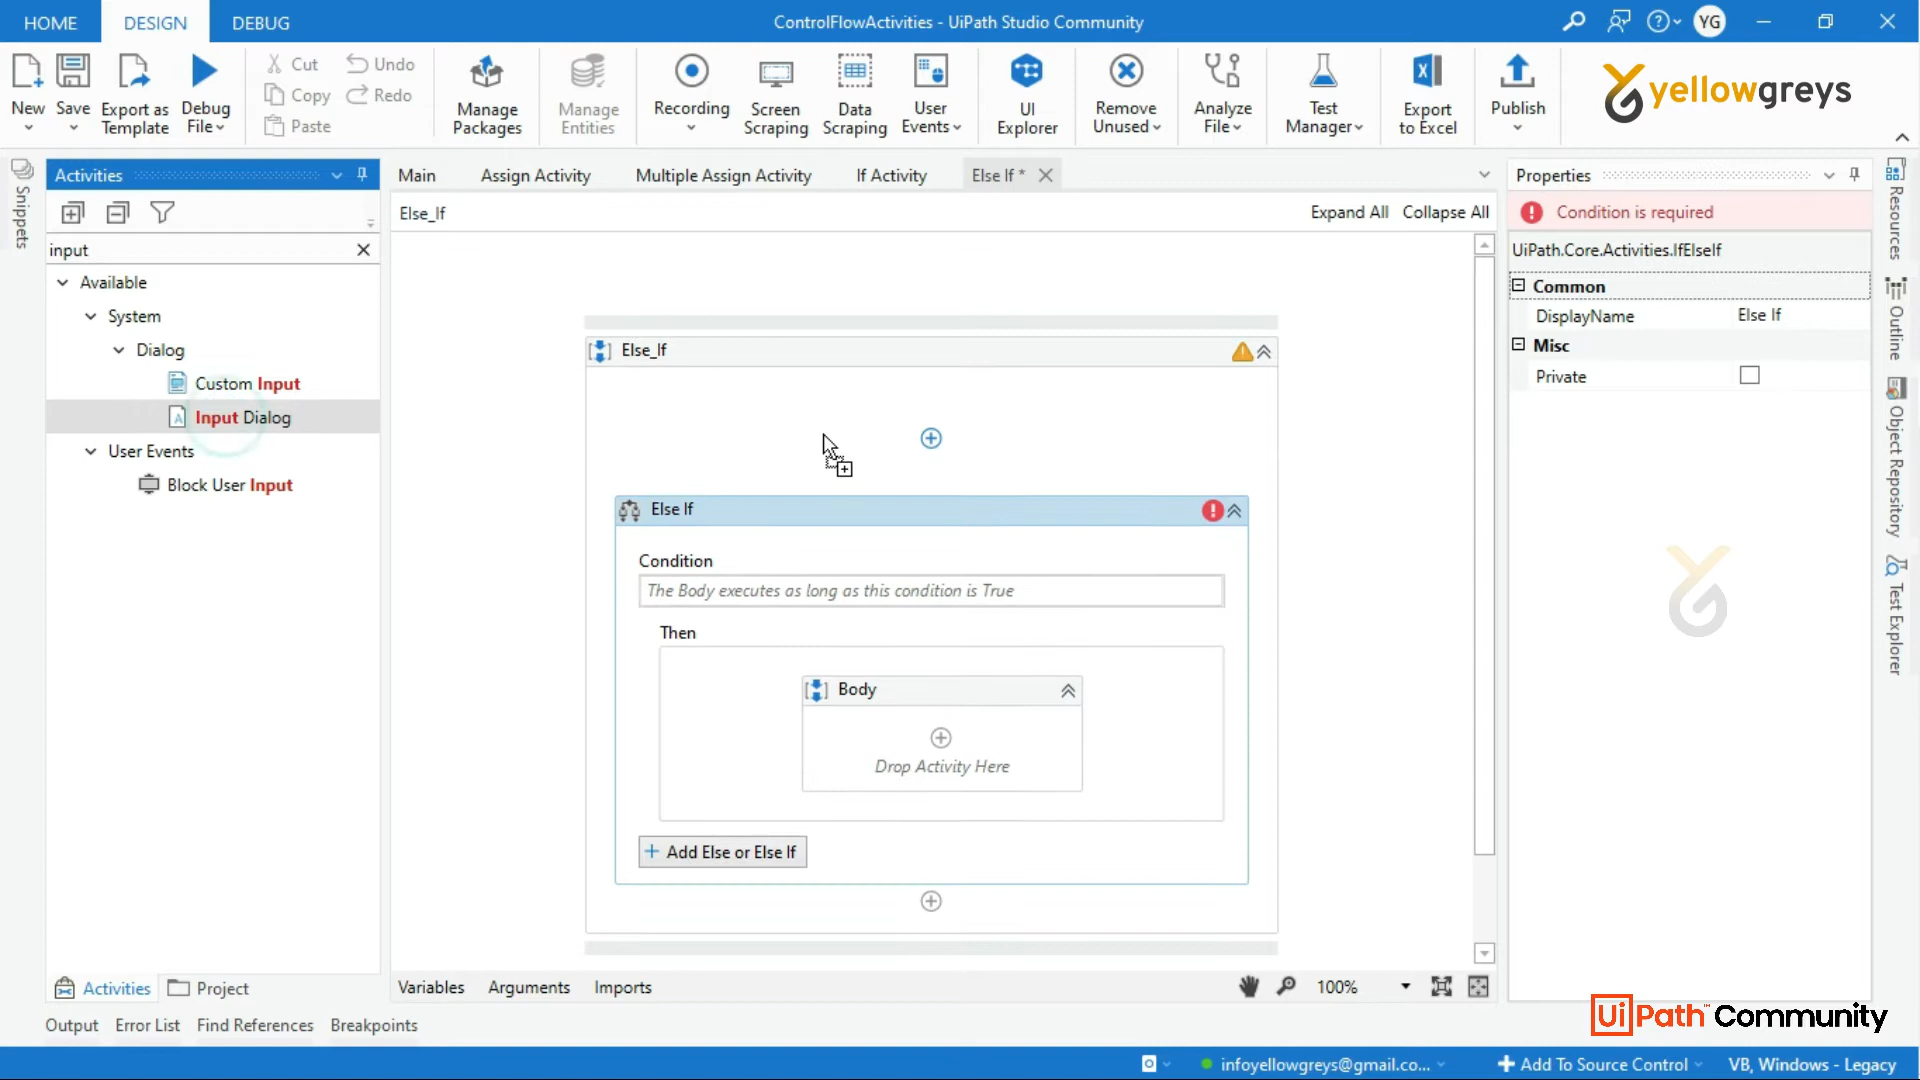 HOME DESIGN DEBUG ControlFlowActivities - UiPath Studio Community YG
New Save Export as Template Debug File Cut Copy Paste Undo Redo Manage Packages Manage Entities Recording Screen Scraping Data Scraping User Events UI Explorer Remove Unused Analyze File Test Manager Export to Excel Publish yellowgreys
Snippets
Activities
input
Available
System
Dialog
Custom Input
Input Dialog
User Events
Block User Input
Activities Project
Main Assign Activity Multiple Assign Activity If Activity Else If *
Else_If Expand All Collapse All
Else_If
Else If
Condition
The Body executes as long as this condition is True
Then
Body
Drop Activity Here
Add Else or Else If
Variables Arguments Imports 100%
Properties
Condition is required
UiPath.Core.Activities.IfElseIf
Common
DisplayName Else If
Misc
Private
Resources
Outline
Object Repository
Test Explorer
Output Error List Find References Breakpoints
UiPath™ Community
infoyellowgreys@gmail.co... Add To Source Control VB, Windows - Legacy